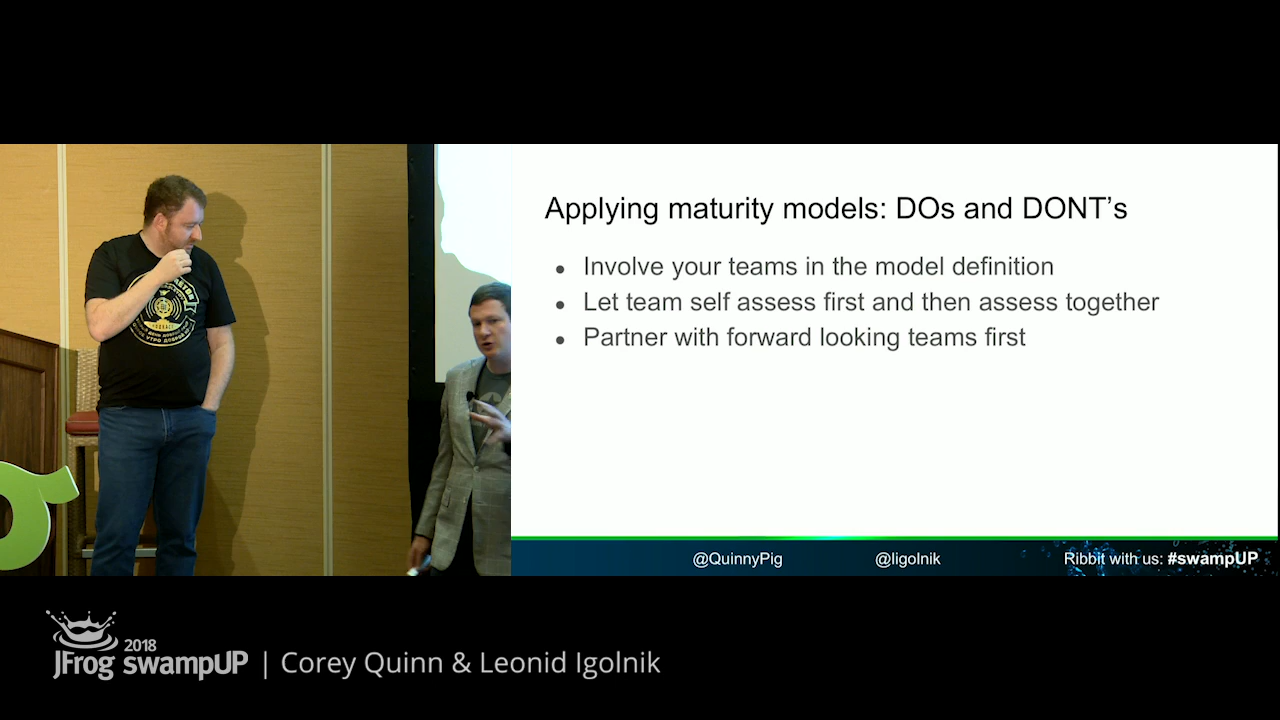 Applying maturity models: DOs and DONT's
• Involve your teams in the model definition
• Let team self assess first and then assess together
• Partner with forward looking teams first
@QuinnyPig
@ligolnik
Ribbit with us: #swampUP
2018
JFrog swampUP | Corey Quinn & Leonid Igolnik